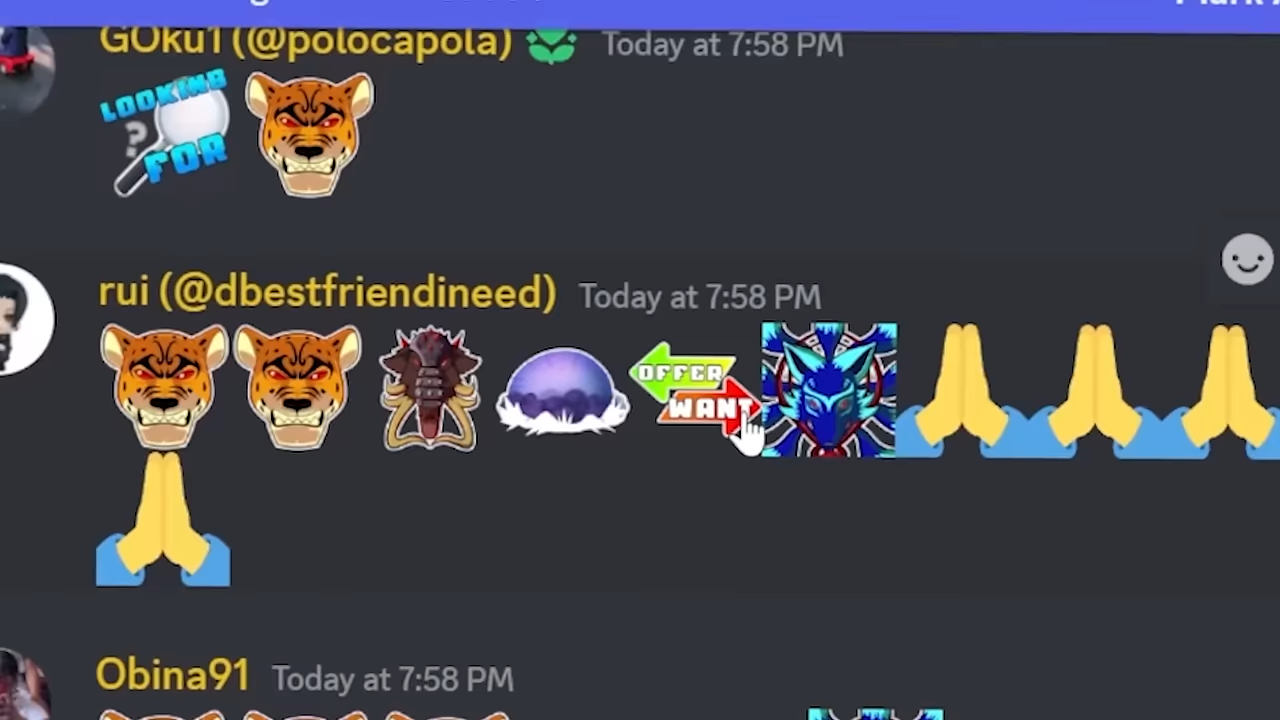 GOku1 (@polocapola) Today at 7:58 PM
LOOKING
?
FOR
rui (@dbestfriendineed) Today at 7:58 PM
OFFER
WANT
Obina91 Today at 7:58 PM